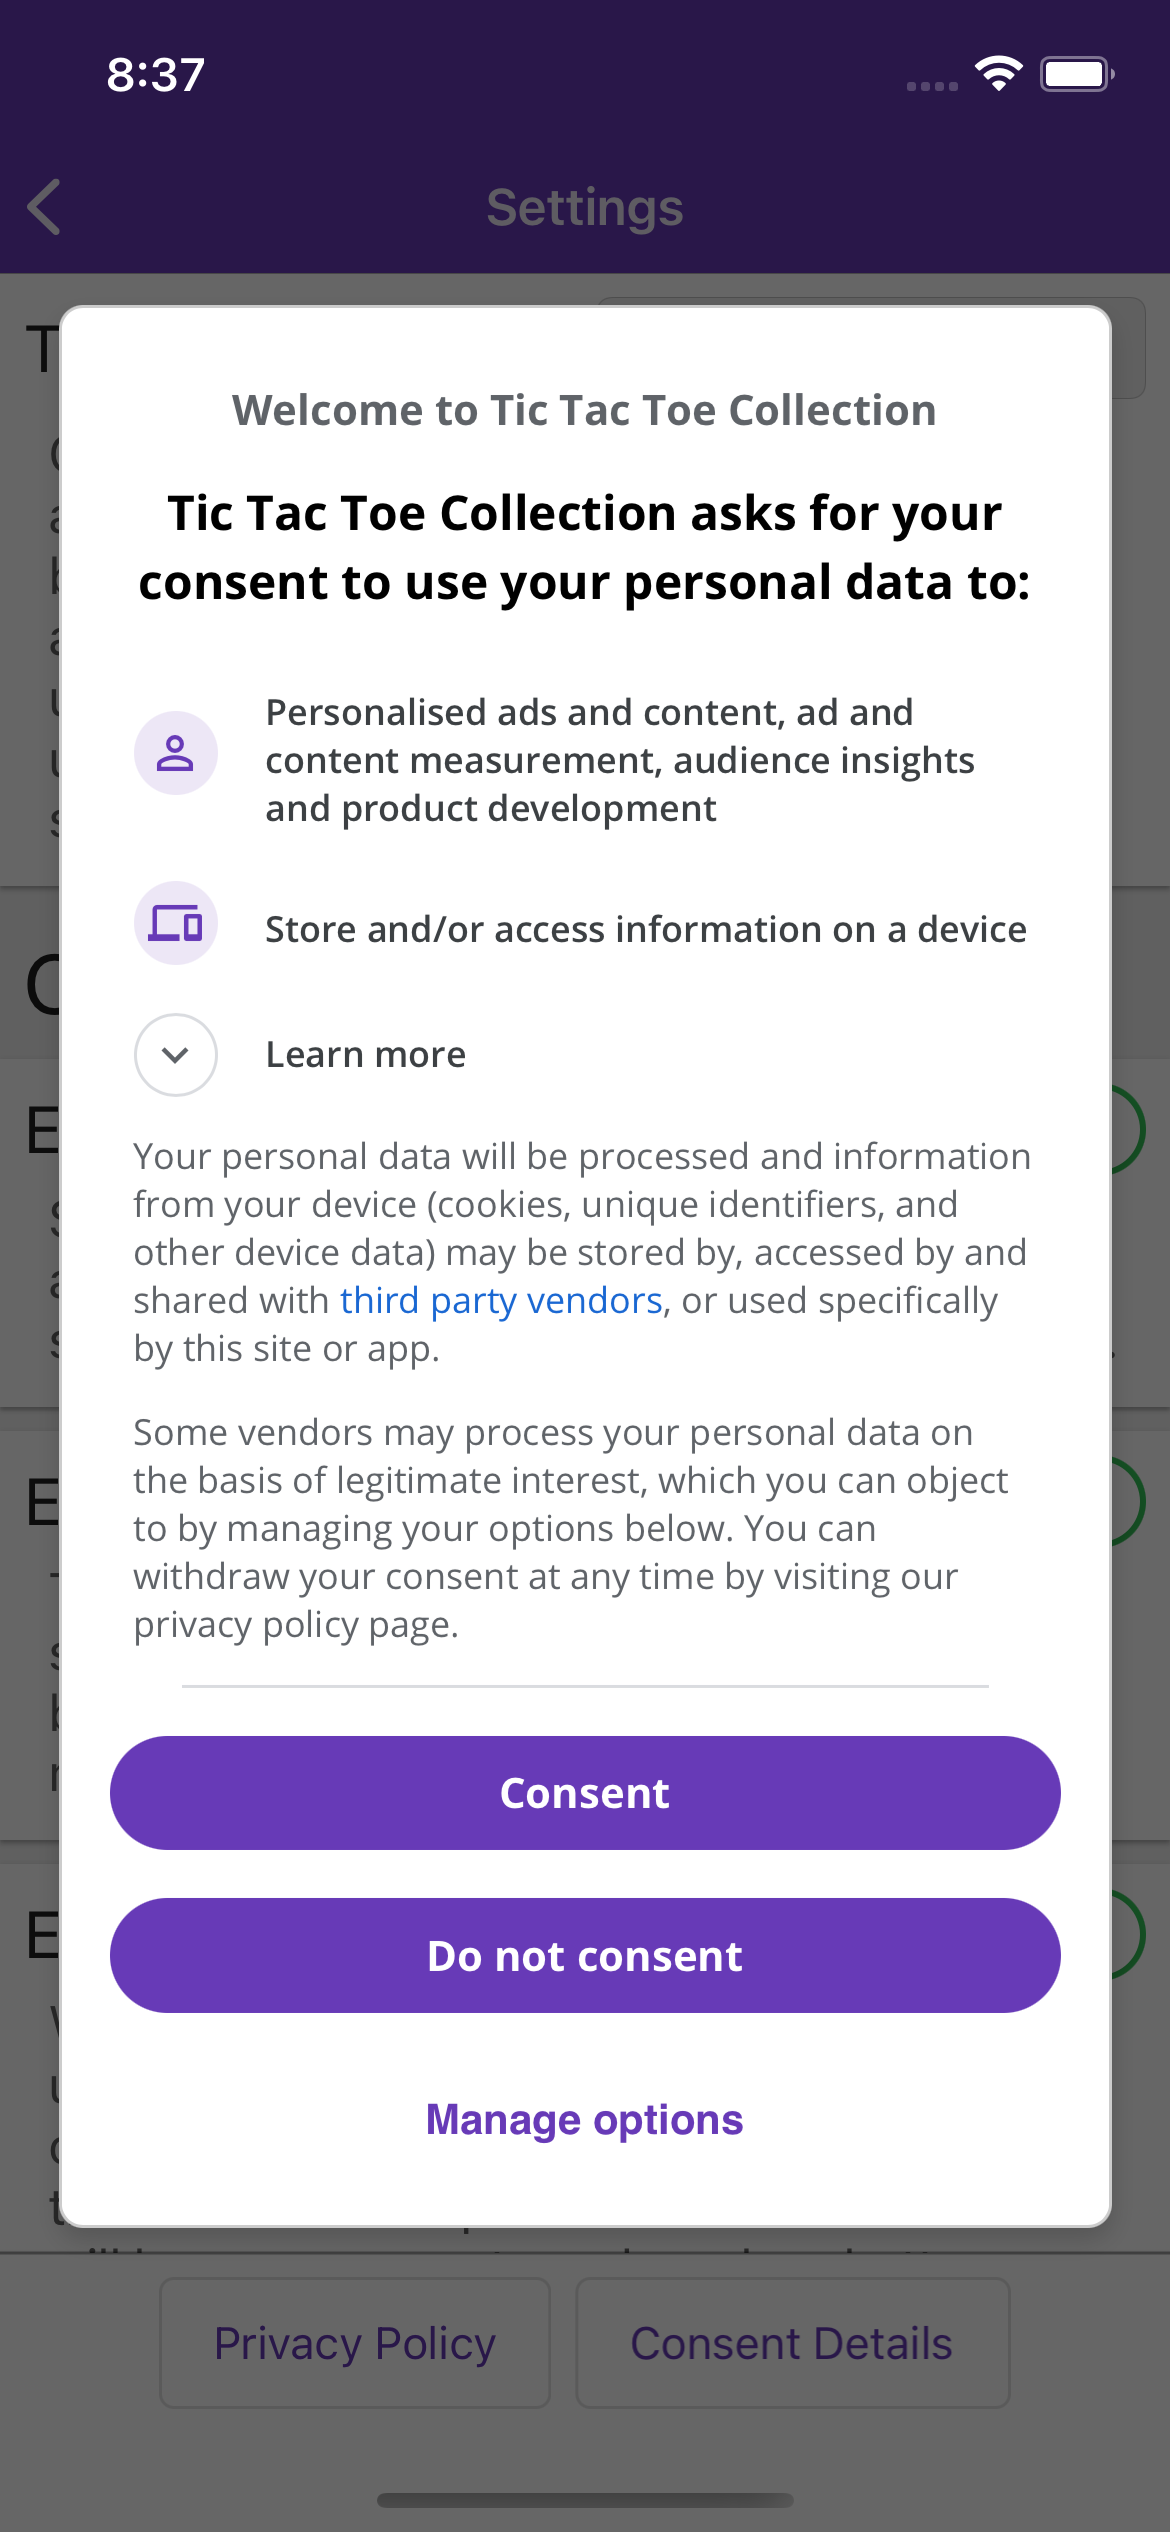 8:37
Settings
Welcome to Tic Tac Toe Collection
Tic Tac Toe Collection asks for your
consent to use your personal data to:
Personalised ads and content, ad and
content measurement, audience insights
and product development
Store and/or access information on a device
Learn more
Your personal data will be processed and information
from your device (cookies, unique identifiers, and
other device data) may be stored by, accessed by and
shared with third party vendors, or used specifically
by this site or app.
Some vendors may process your personal data on
the basis of legitimate interest, which you can object
to by managing your options below. You can
withdraw your consent at any time by visiting our
privacy policy page.
Consent
Do not consent
Manage options
Privacy Policy
Consent Details